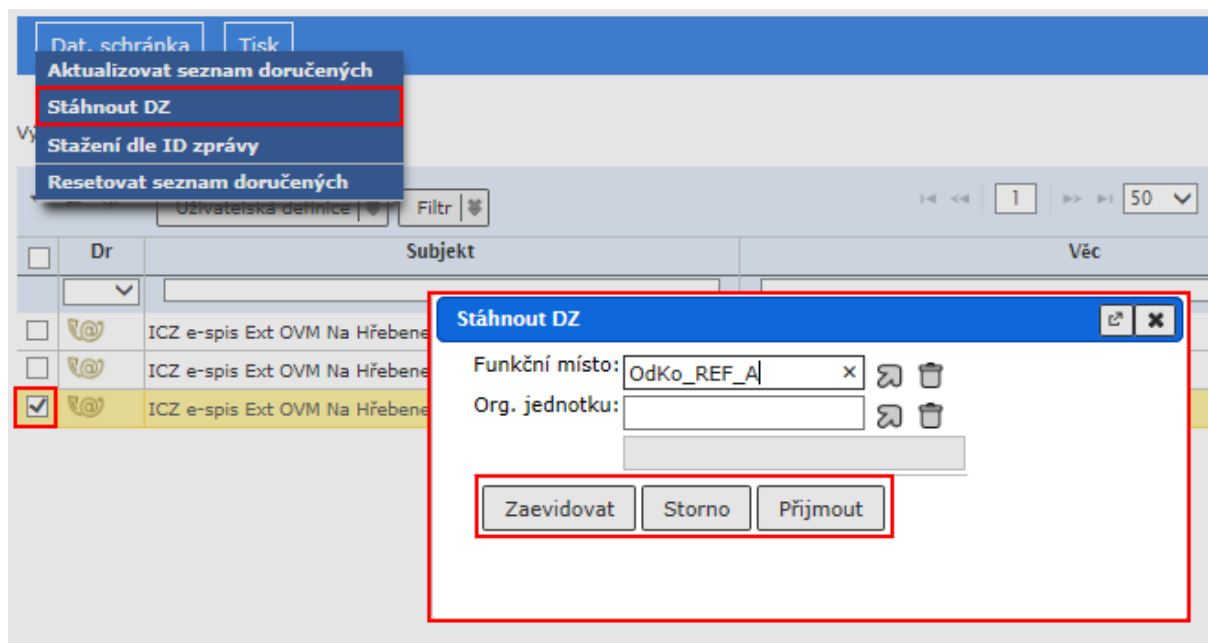 Dat. schránka Tisk
Aktualizovat seznam doručených
Stáhnout DZ
Stažení dle ID zprávy
Resetovat seznam doručených
Uživatelská definice Filtr 1 50
Dr Subjekt Věc
ICZ e-spis Ext OVM Na Hřebene
ICZ e-spis Ext OVM Na Hřebene
ICZ e-spis Ext OVM Na Hřebene
Stáhnout DZ
Funkční místo: OdKo_REF_A
Org. jednotku:
Zaevidovat Storno Přijmout